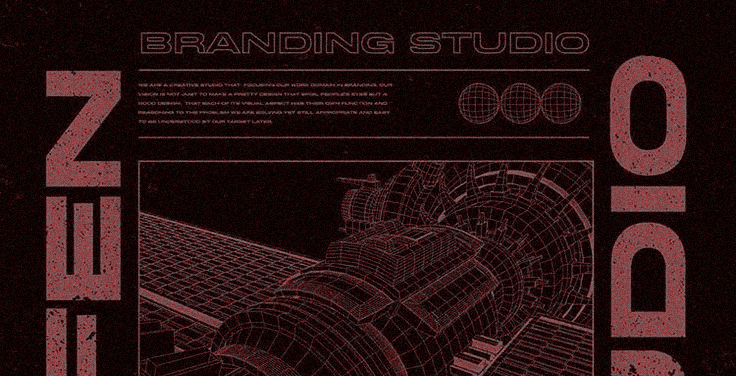 BRANDING STUDIO
WE ARE A CREATIVE STUDIO THAT FOCUSING OUR WORK DOMAIN IN BRANDING. OUR
VISION IS NOT JUST TO MAKE A PRETTY DESIGN THAT SPOIL PEOPLE'S EYES BUT A
GOOD DESIGN. THAT EACH OF ITS VISUAL ASPECT HAS THEIR OWN FUNCTION AND
REASONING TO THE PROBLEM WE ARE SOLVING YET STILL APPROPRIATE AND EASY
TO BE UNDERSTOOD BY OUR TARGET LATER.
FEN
UDIO